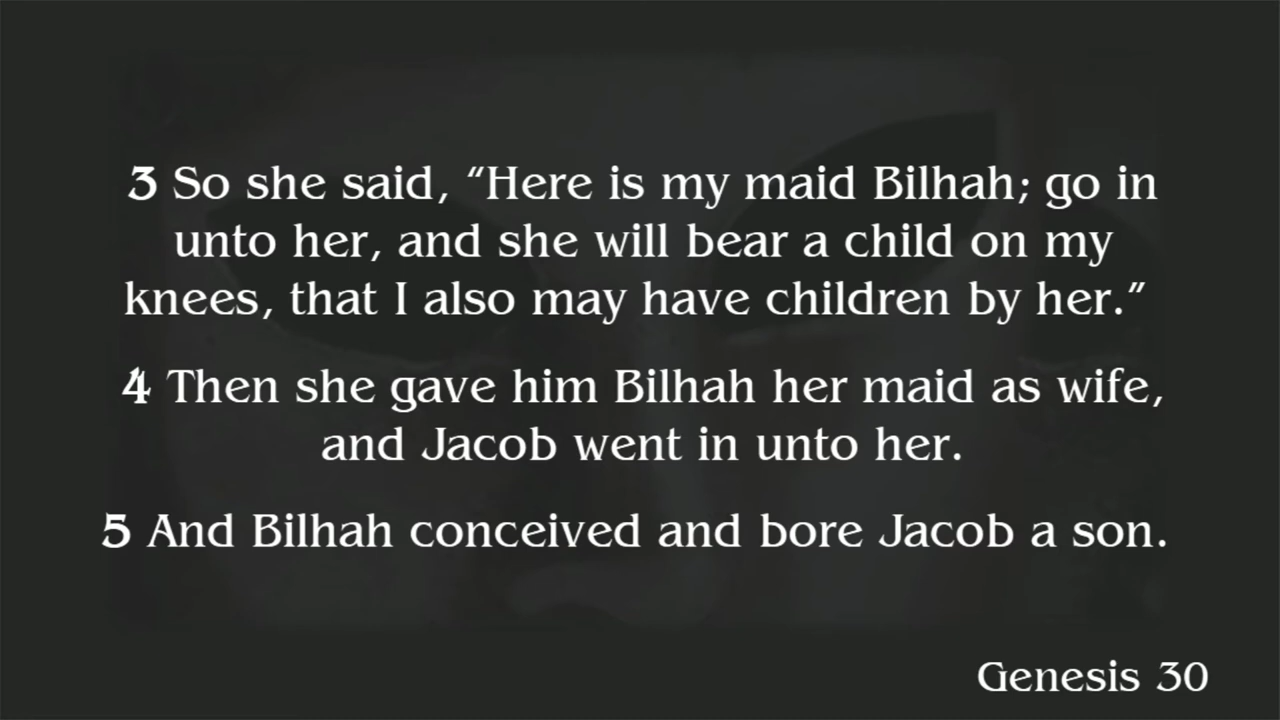 3 So she said, “Here is my maid Bilhah; go in
unto her, and she will bear a child on my
knees, that I also may have children by her.”
4 Then she gave him Bilhah her maid as wife,
and Jacob went in unto her.
5 And Bilhah conceived and bore Jacob a son.
Genesis 30